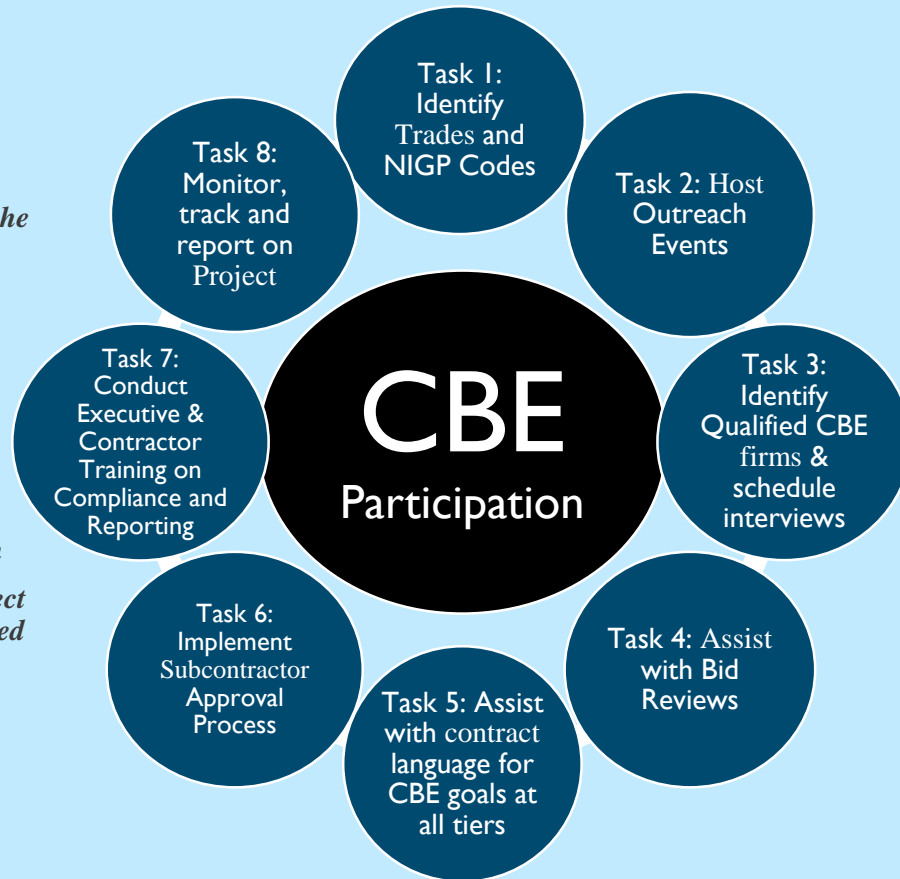 he
ect
ed
Task 1:
Identify
Trades and
NIGP Codes
Task 2: Host
Outreach
Events
Task 3:
Identify
Qualified CBE
firms &
schedule
interviews
Task 4: Assist
with Bid
Reviews
Task 5: Assist
with contract
language for
CBE goals at
all tiers
Task 6:
Implement
Subcontractor
Approval
Process
Task 7:
Conduct
Executive &
Contractor
Training on
Compliance and
Reporting
Task 8:
Monitor,
track and
report on
Project
CBE
Participation